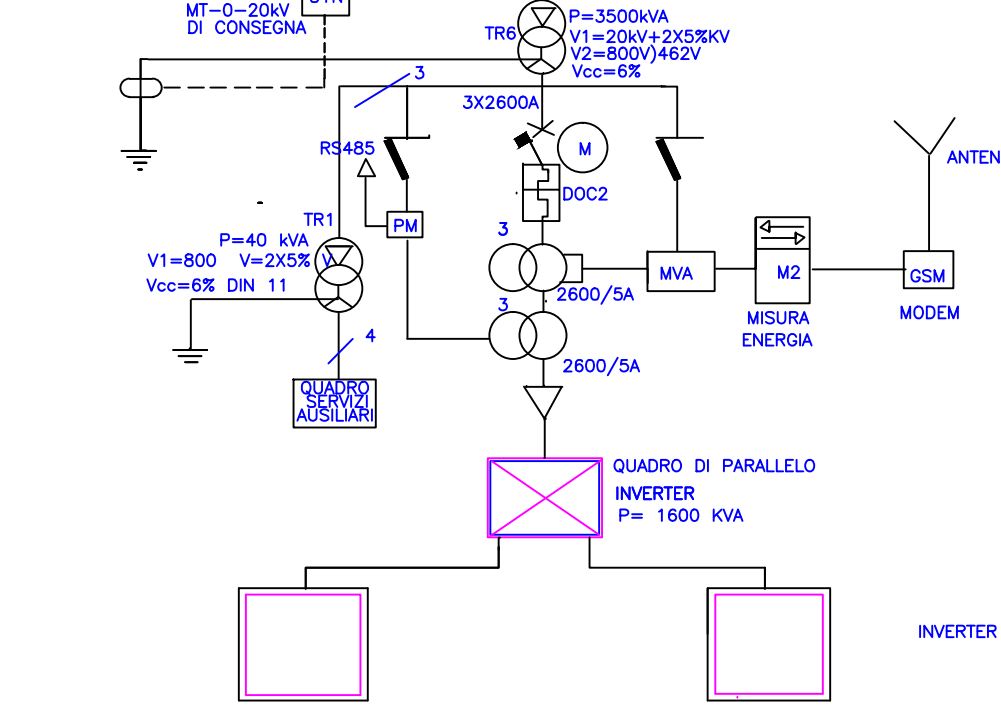 MT-0-20kV
DI CONSEGNA
TR6
P=3500kVA
V1=20kV+2X5%KV
V2=800V)462V
Vcc=6%
3
3X2600A
RS485
M
DOC2
ANTEN
TR1
PM
P=40 kVA
V1=800 V=2X5% V
Vcc=6% DIN 11
3
MVA
M2
GSM
2600/5A
3
MISURA
ENERGIA
MODEM
4
2600/5A
QUADRO
SERVIZI
AUSILIARI
QUADRO DI PARALLELO
INVERTER
P= 1600 KVA
INVERTER